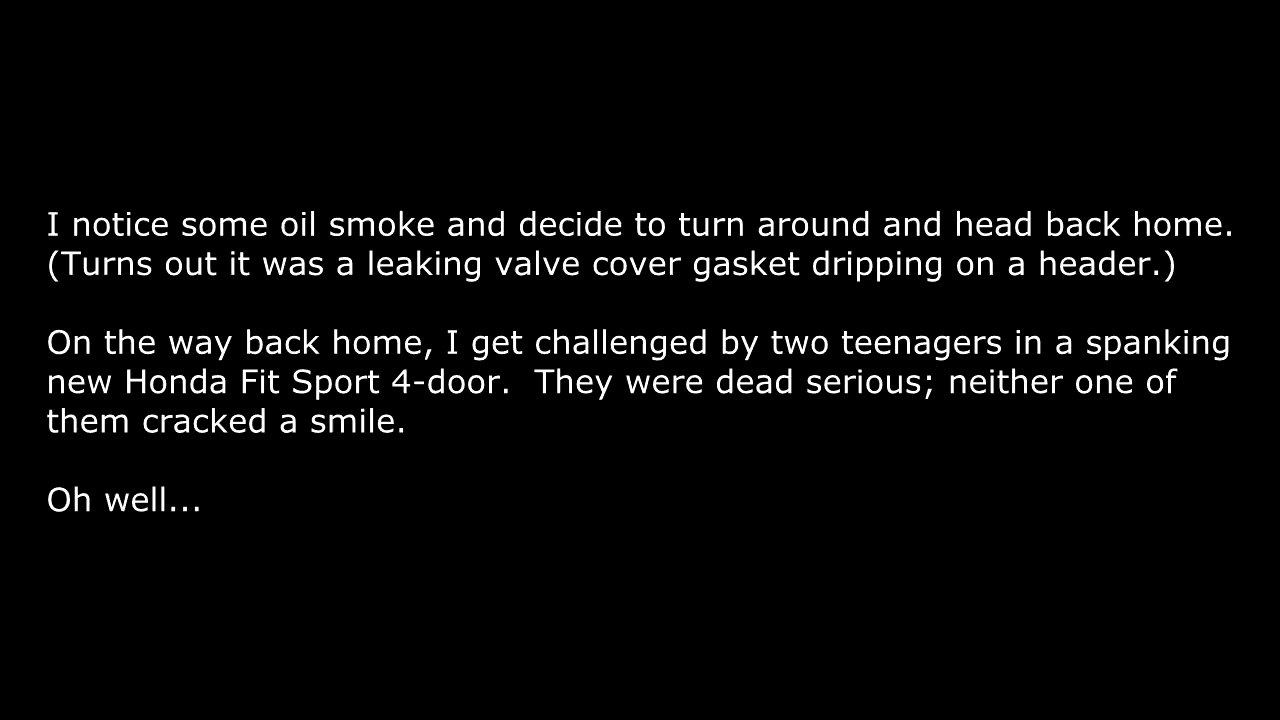 I notice some oil smoke and decide to turn around and head back home.
(Turns out it was a leaking valve cover gasket dripping on a header.)
On the way back home, I get challenged by two teenagers in a spanking
new Honda Fit Sport 4-door.  They were dead serious; neither one of
them cracked a smile.
Oh well...